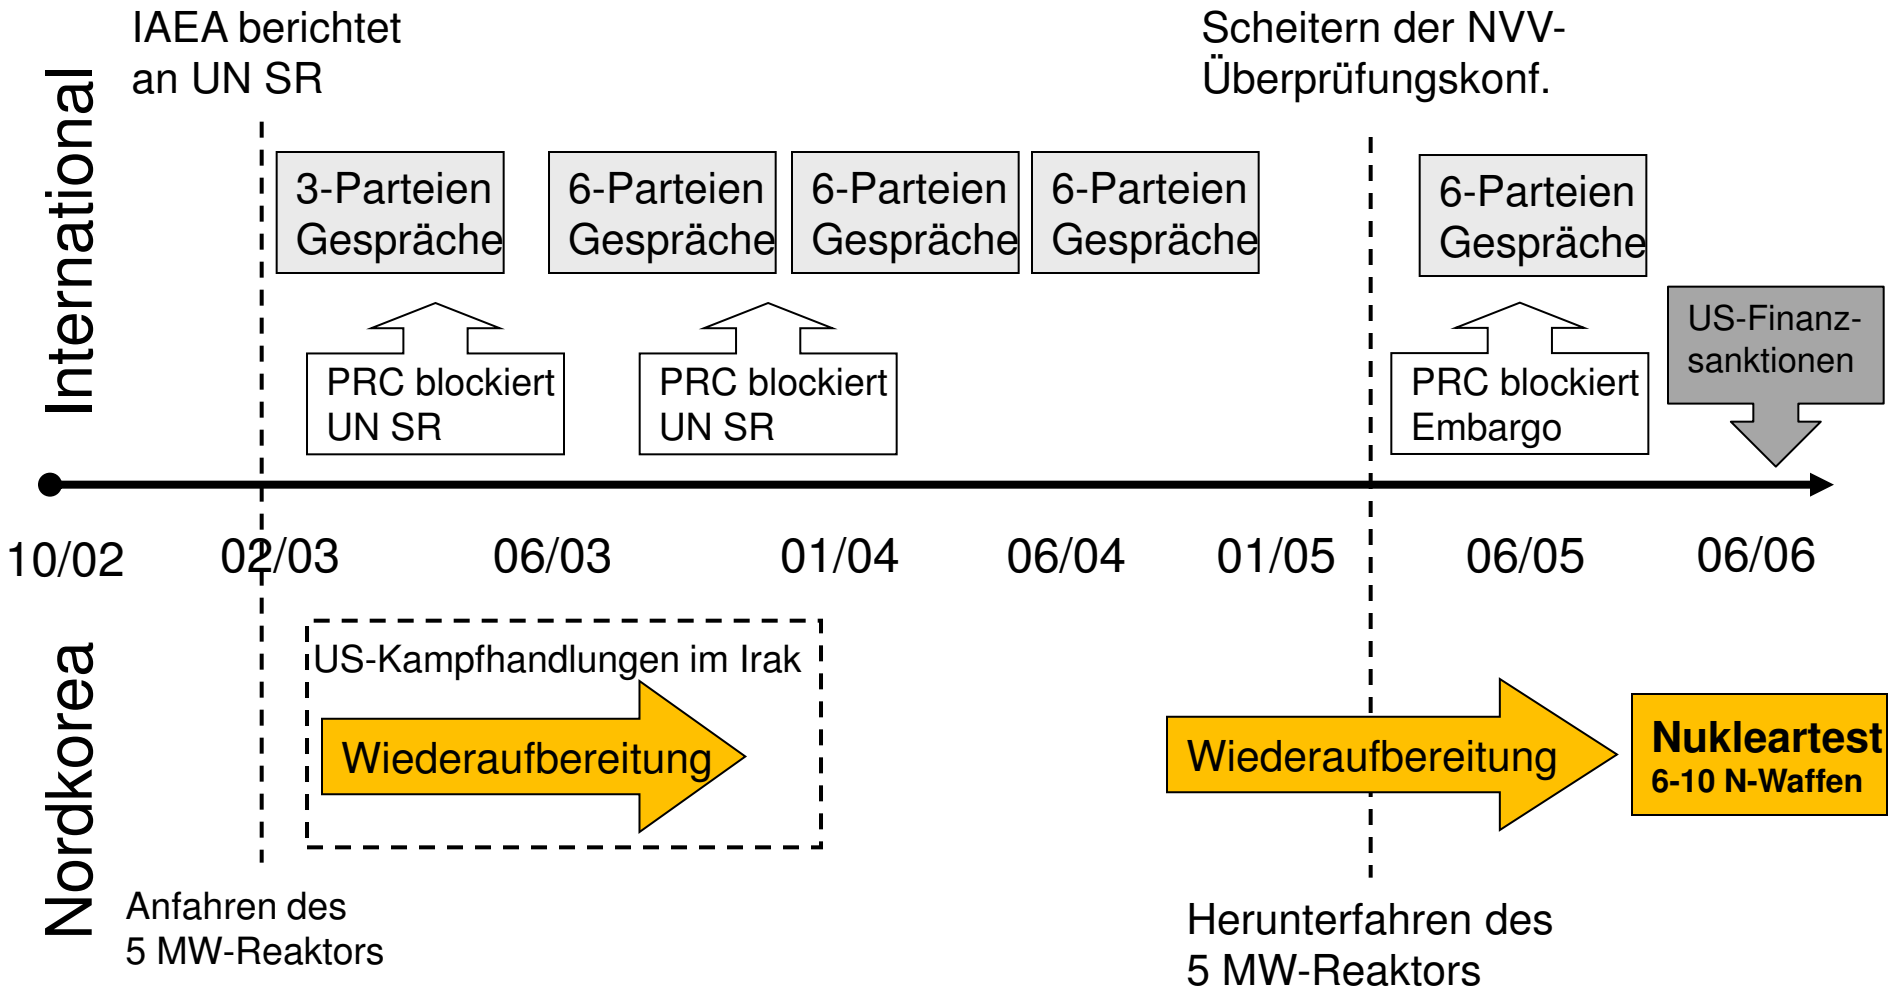 IAEA berichtet
an UN SR
Scheitern der NVV-
Überprüfungskonf.
International
3-Parteien
Gespräche
6-Parteien
Gespräche
6-Parteien
Gespräche
6-Parteien
Gespräche
6-Parteien
Gespräche
PRC blockiert
UN SR
PRC blockiert
UN SR
PRC blockiert
Embargo
US-Finanz-
sanktionen
10/02
02/03
06/03
01/04
06/04
01/05
06/05
06/06
Nordkorea
US-Kampfhandlungen im Irak
Wiederaufbereitung
Wiederaufbereitung
Nukleartest
6-10 N-Waffen
Anfahren des
5 MW-Reaktors
Herunterfahren des
5 MW-Reaktors